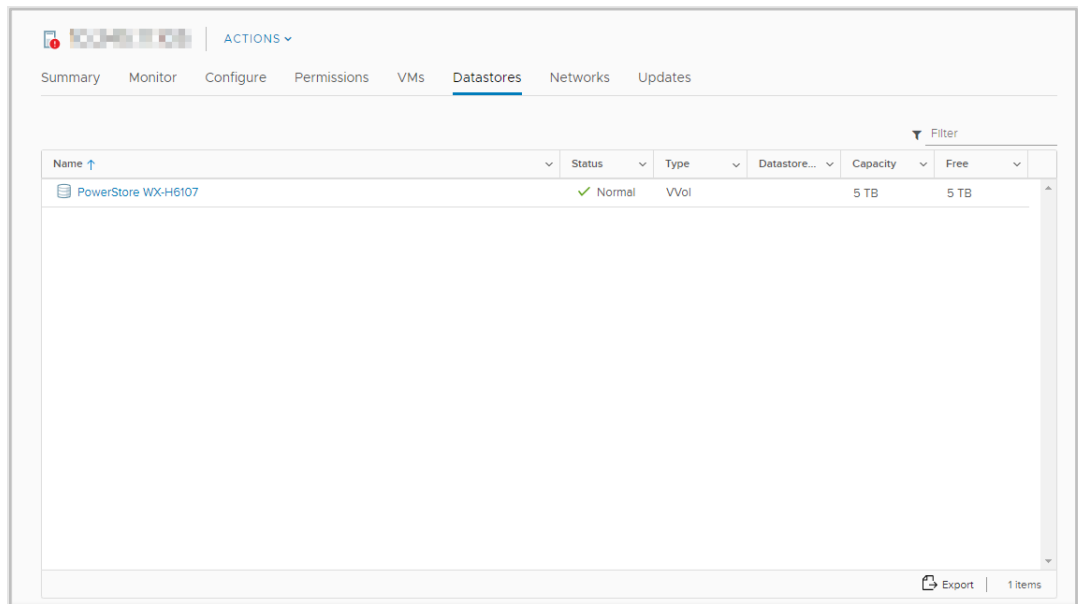 ACTIONS
Summary Monitor Configure Permissions VMs Datastores Networks Updates
Filter
Name Status Type Datastore... Capacity Free
PowerStore WX-H6107 Normal VVol 5 TB 5 TB
Export 1 items